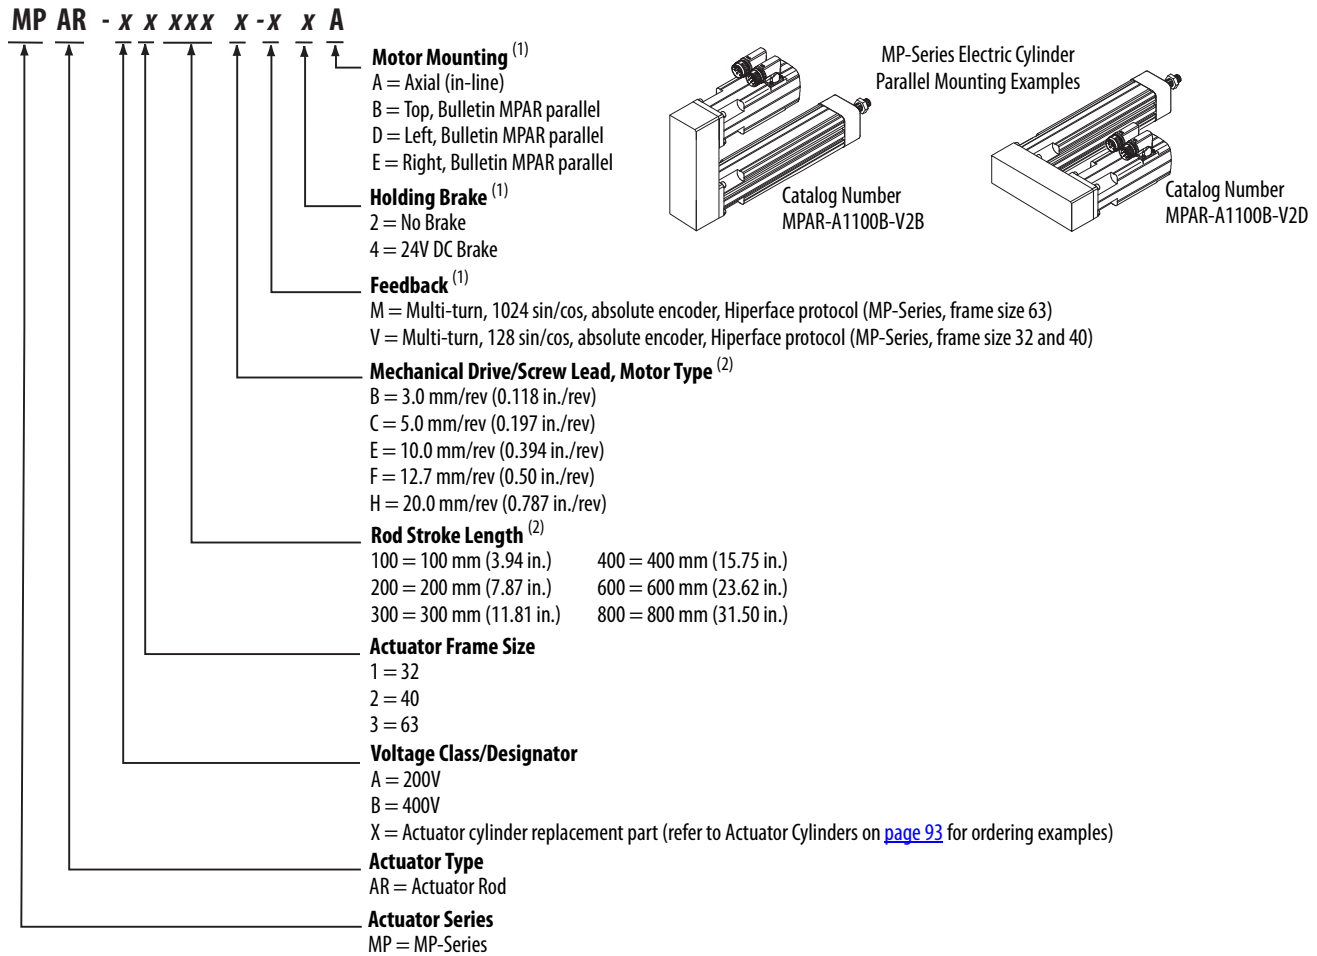 MP AR - x x xxx x - x x A
Motor Mounting (1)
A = Axial (in-line)
B = Top, Bulletin MPAR parallel
D = Left, Bulletin MPAR parallel
E = Right, Bulletin MPAR parallel
MP-Series Electric Cylinder
Parallel Mounting Examples
Catalog Number
MPAR-A1100B-V2B
Catalog Number
MPAR-A1100B-V2D
Holding Brake (1)
2 = No Brake
4 = 24V DC Brake
Feedback (1)
M = Multi-turn, 1024 sin/cos, absolute encoder, Hiperface protocol (MP-Series, frame size 63)
V = Multi-turn, 128 sin/cos, absolute encoder, Hiperface protocol (MP-Series, frame size 32 and 40)
Mechanical Drive/Screw Lead, Motor Type (2)
B = 3.0 mm/rev (0.118 in./rev)
C = 5.0 mm/rev (0.197 in./rev)
E = 10.0 mm/rev (0.394 in./rev)
F = 12.7 mm/rev (0.50 in./rev)
H = 20.0 mm/rev (0.787 in./rev)
Rod Stroke Length (2)
100 = 100 mm (3.94 in.) 400 = 400 mm (15.75 in.)
200 = 200 mm (7.87 in.) 600 = 600 mm (23.62 in.)
300 = 300 mm (11.81 in.) 800 = 800 mm (31.50 in.)
Actuator Frame Size
1 = 32
2 = 40
3 = 63
Voltage Class/Designator
A = 200V
B = 400V
X = Actuator cylinder replacement part (refer to Actuator Cylinders on page 93 for ordering examples)
Actuator Type
AR = Actuator Rod
Actuator Series
MP = MP-Series